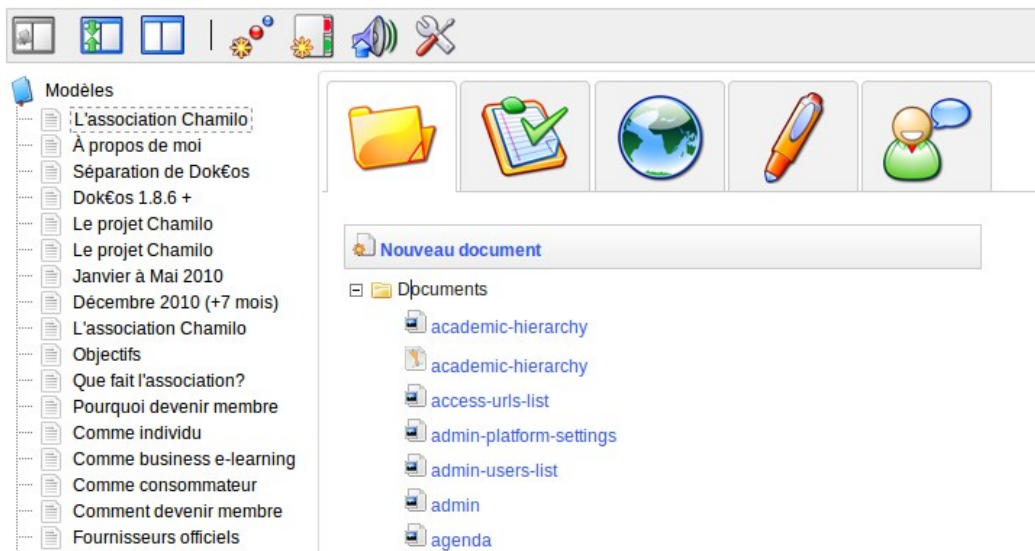 Modèles
L'association Chamilo
À propos de moi
Séparation de Dok€os
Dok€os 1.8.6 +
Le projet Chamilo
Le projet Chamilo
Janvier à Mai 2010
Décembre 2010 (+7 mois)
L'association Chamilo
Objectifs
Que fait l'association?
Pourquoi devenir membre
Comme individu
Comme business e-learning
Comme consommateur
Comment devenir membre
Fournisseurs officiels
Nouveau document
Documents
academic-hierarchy
academic-hierarchy
access-urls-list
admin-platform-settings
admin-users-list
admin
agenda